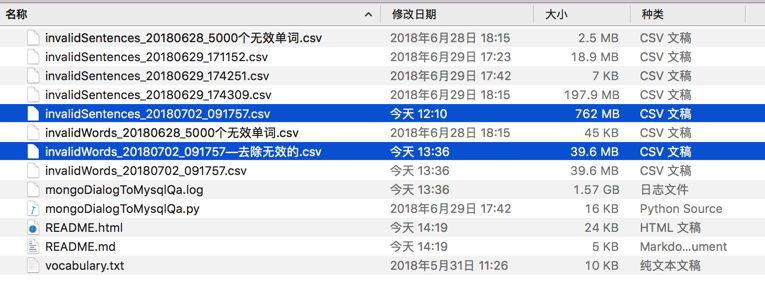 名称 修改日期 大小 种类
invalidSentences_20180628_5000个无效单词.csv 2018年6月28日 18:15 2.5 MB CSV 文稿
invalidSentences_20180629_171152.csv 2018年6月29日 17:23 18.9 MB CSV 文稿
invalidSentences_20180629_174251.csv 2018年6月29日 17:42 7 KB CSV 文稿
invalidSentences_20180629_174309.csv 2018年6月29日 18:15 197.9 MB CSV 文稿
invalidSentences_20180702_091757.csv 今天 12:10 762 MB CSV 文稿
invalidWords_20180628_5000个无效单词.csv 2018年6月28日 18:15 45 KB CSV 文稿
invalidWords_20180702_091757—去除无效的.csv 今天 13:36 39.6 MB CSV 文稿
invalidWords_20180702_091757.csv 今天 13:36 39.6 MB CSV 文稿
mongoDialogToMysqlQa.log 今天 13:36 1.57 GB 日志文件
mongoDialogToMysqlQa.py 2018年6月29日 17:42 16 KB Python Source
README.html 今天 14:19 24 KB HTML 文稿
README.md 今天 14:19 5 KB Markdo...ument
vocabulary.txt 2018年5月31日 11:26 10 KB 纯文本文稿